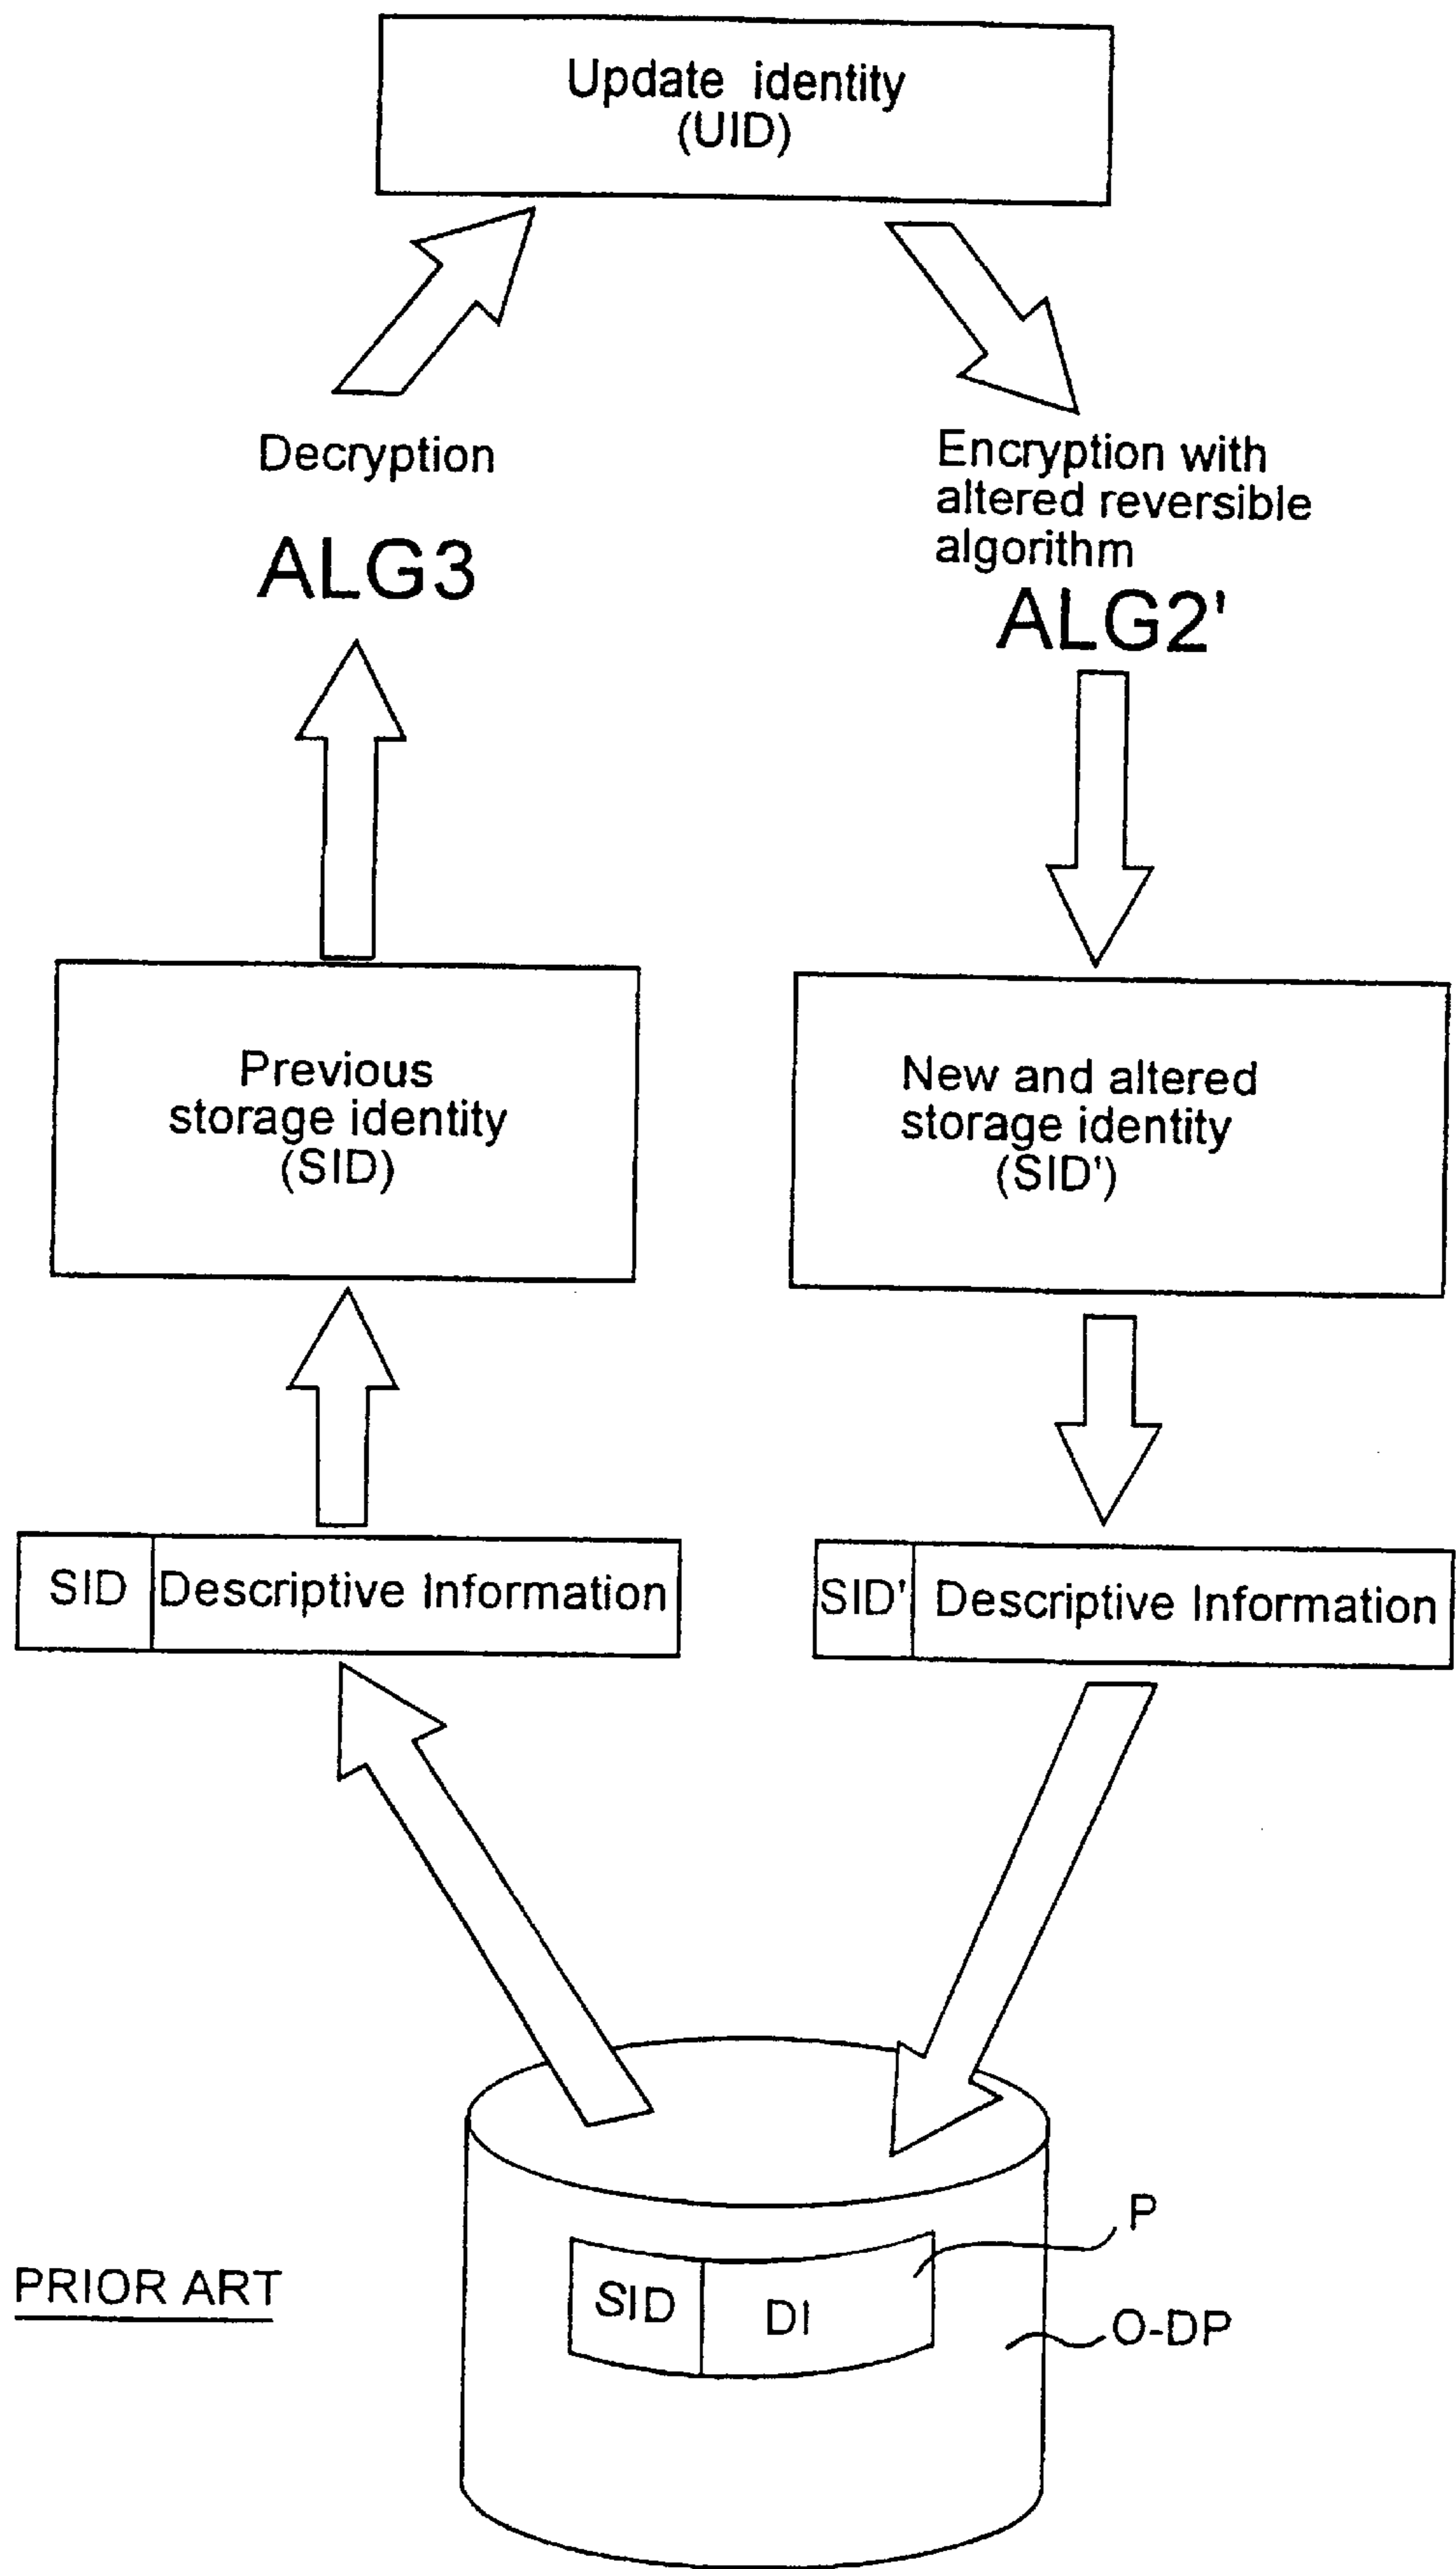 Update identity
(UID)
Decryption
ALG3
Encryption with
altered reversible
algorithm
ALG2'
Previous
storage identity
(SID)
New and altered
storage identity
(SID')
SID Descriptive Information
SID' Descriptive Information
P
SID DI
O-DP
PRIOR ART